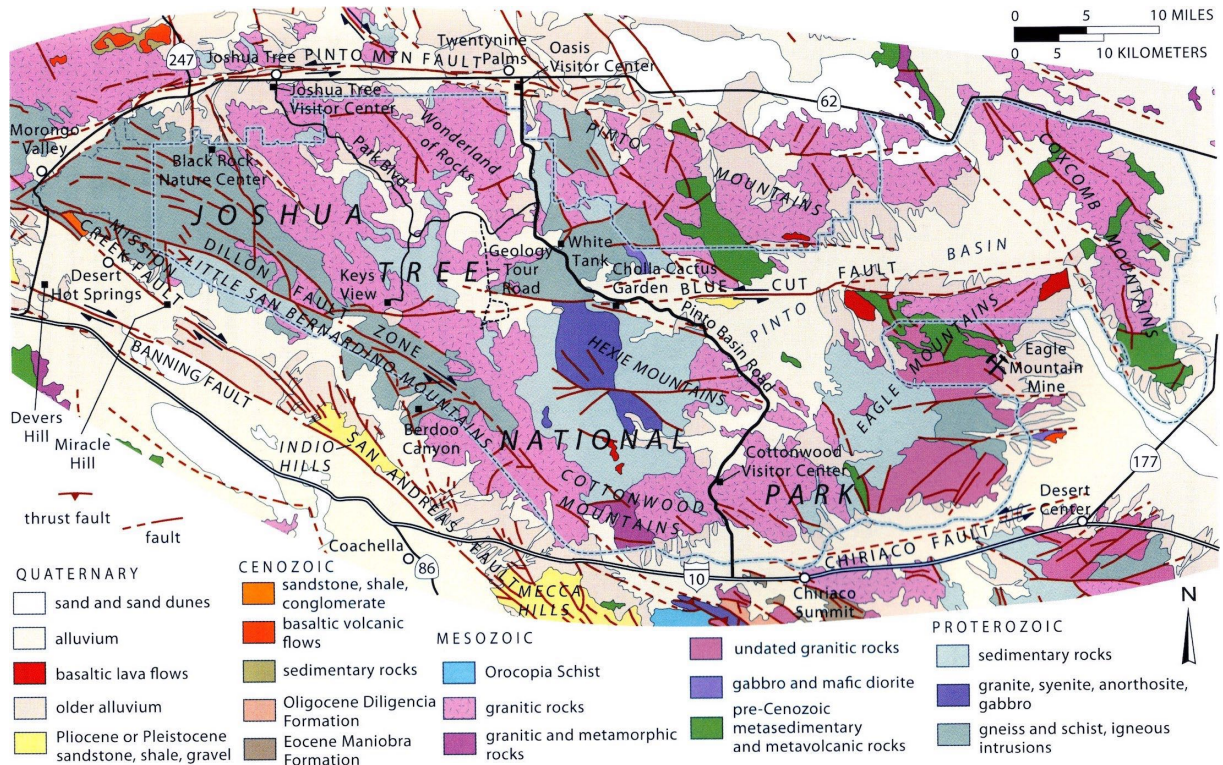 0 5 10 MILES
0 5 10 KILOMETERS
247
Joshua Tree
PINTO MTN FAULT
Twentynine
Palms
Oasis
Visitor Center
Joshua Tree
Visitor Center
62
Morongo
Valley
Black Rock
Nature Center
Park Blvd
Wonderland
of Rocks
PINTO
MOUNTAINS
COXCOMB
MOUNTAINS
JOSHUA
TREE
NATIONAL
PARK
MISSION
CREEK FAULT
DILLON
FAULT
ZONE
LITTLE SAN BERNARDINO MOUNTAINS
Desert
Hot Springs
Keys
View
Geology
Tour
Road
White
Tank
Cholla Cactus
Garden
BLUE CUT FAULT
PINTO BASIN
Pinto Basin Road
HEXIE MOUNTAINS
EAGLE MOUNTAINS
Eagle
Mountain
Mine
BANNING FAULT
Devers
Hill
Miracle
Hill
INDIO
HILLS
SAN ANDREAS FAULT
Berdoo
Canyon
Cottonwood
Visitor Center
COTTONWOOD
MOUNTAINS
177
Desert
Center
CHIRIACO FAULT
Coachella
86
10
MECCA
HILLS
Chiriaco
Summit
N
thrust fault
fault
QUATERNARY
sand and sand dunes
alluvium
basaltic lava flows
older alluvium
Pliocene or Pleistocene
sandstone, shale, gravel
CENOZOIC
sandstone, shale,
conglomerate
basaltic volcanic
flows
sedimentary rocks
Oligocene Diligencia
Formation
Eocene Maniobra
Formation
MESOZOIC
Orocopia Schist
granitic rocks
granitic and metamorphic
rocks
undated granitic rocks
gabbro and mafic diorite
pre-Cenozoic
metasedimentary
and metavolcanic rocks
PROTEROZOIC
sedimentary rocks
granite, syenite, anorthosite,
gabbro
gneiss and schist, igneous
intrusions